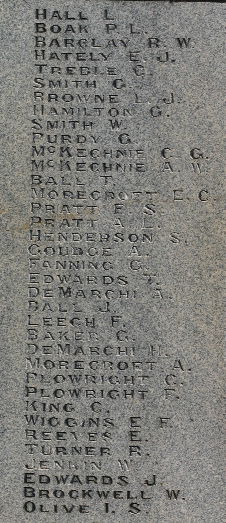 HALL L.
BOAK P. L.
BARCLAY R. W.
HATELY E. J.
TREBLE C.
SMITH G.
BROWNE L. J.
HAMILTON G.
SMITH W.
PURDY G.
McKECHNIE C. G.
McKECHNIE A. W.
BALL T.
MORECROFT E. C.
PRATT F. S.
PRATT A. L.
HENDERSON S.
GOUDGE A.
FANNING C.
EDWARDS
DeMARCHI A.
BALL J.
LEECH F.
BAKER G.
DeMARCHI H.
MORECROFT A.
PLOWRIGHT C.
PLOWRIGHT F.
KING C.
WIGGINS E. F.
REEVES E.
TURNER R.
JENKIN W
EDWARDS J.
BROCKWELL W.
OLIVE I. S.